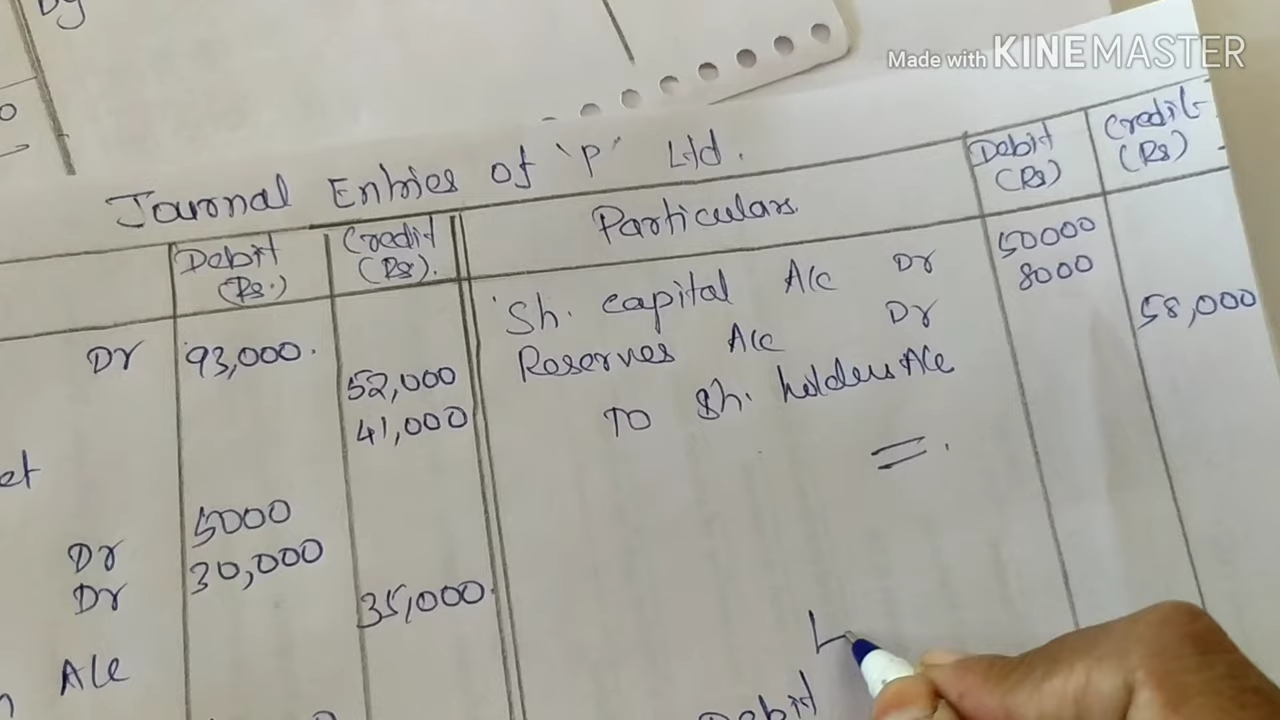 Made with KINEMASTER
Journal Entries of 'P' Ltd.
Debit (Rs.) Credit (Rs). Particulars. Debit (Rs) Credit (Rs)
Dr 93,000.
52,000
41,000
et
5000
Dr 30,000
Dr
35,000.
A/c
Sh. Capital A/c Dr 50000
Reserves A/c Dr 8000
To Sh. holders A/c 58,000
Debit